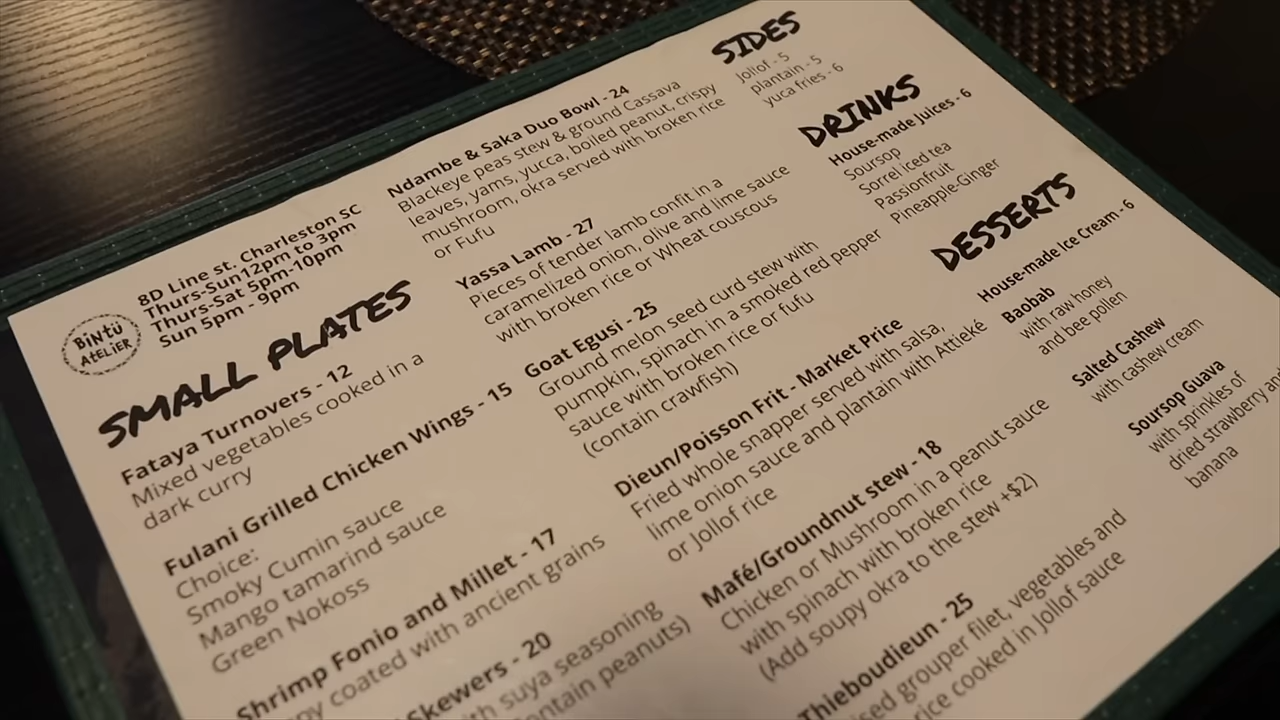 BiNTÜ
ATELIER
8D Line st. Charleston SC
Thurs-Sun12pm to 3pm
Thurs-Sat 5pm-10pm
Sun 5pm - 9pm
SMALL PLATES
Fataya Turnovers - 12
Mixed vegetables cooked in a
dark curry
Fulani Grilled Chicken Wings - 15
Choice:
Smoky Cumin sauce
Mango tamarind sauce
Green Nokoss
Shrimp Fonio and Millet - 17
coated with ancient grains
Skewers - 20
suya seasoning
peanuts)
Ndambe & Saka Duo Bowl - 24
Blackeye peas stew & ground Cassava
leaves, yams, yucca, boiled peanut, crispy
mushroom, okra served with broken rice
or Fufu
Yassa Lamb - 27
Pieces of tender lamb confit in a
caramelized onion, olive and lime sauce
with broken rice or Wheat couscous
Goat Egusi - 25
Ground melon seed curd stew with
pumpkin, spinach in a smoked red pepper
sauce with broken rice or fufu
(contain crawfish)
Dieun/Poisson Frit - Market Price
Fried whole snapper served with salsa,
lime onion sauce and plantain with Attieké
or Jollof rice
Mafé/Groundnut stew - 18
Chicken or Mushroom in a peanut sauce
with spinach with broken rice
(Add soupy okra to the stew +$2)
Thieboudieun - 25
grouper filet, vegetables and
rice cooked in Jollof sauce
SIDES
Jollof - 5
plantain - 5
yuca fries - 6
DRINKS
House-made Juices - 6
Soursop
Sorrel iced tea
Passionfruit
Pineapple-Ginger
DESSERTS
House-made Ice Cream - 6
Baobab
with raw honey
and bee pollen
Salted Cashew
with cashew cream
Soursop Guava
with sprinkles of
dried strawberry
banana